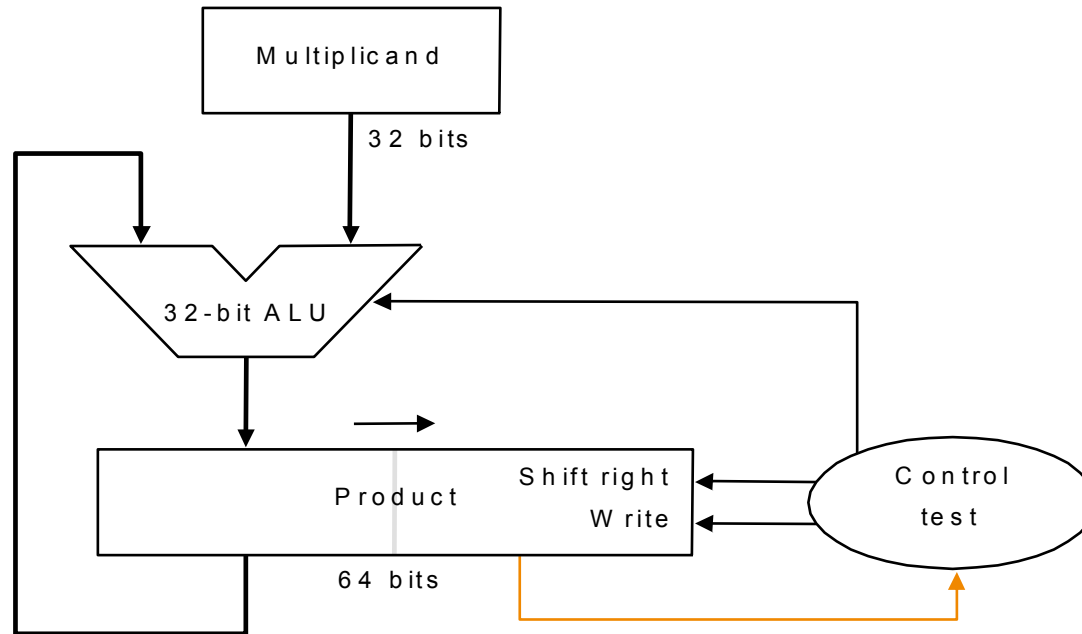 Multiplicand
32 bits
32-bit ALU
Shift right
Product
Write
64 bits
Control
test